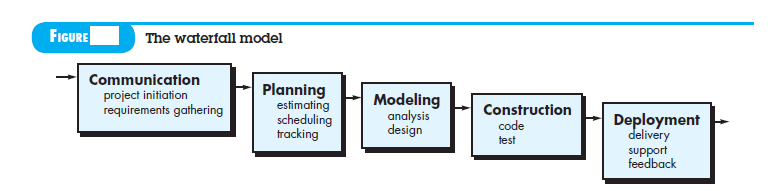 FIGURE
The waterfall model
Communication
project initiation
requirements gathering
Planning
estimating
scheduling
tracking
Modeling
analysis
design
Construction
code
test
Deployment
delivery
support
feedback